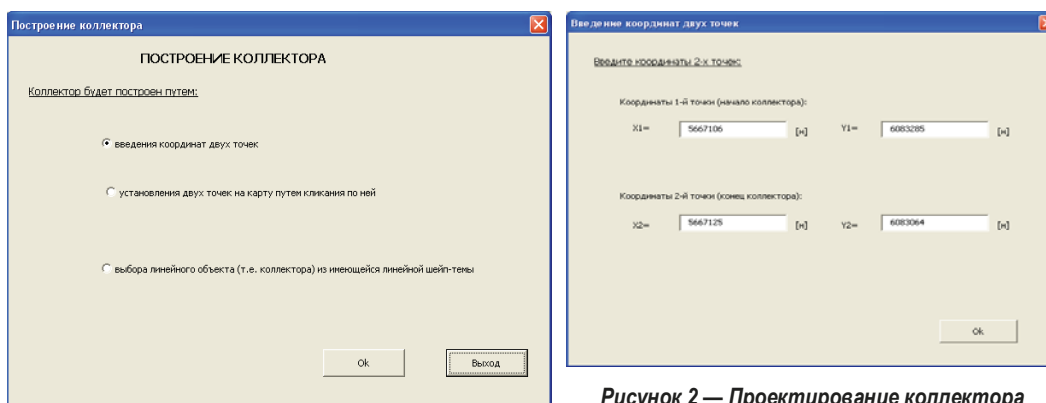 Построение коллектора
ПОСТРОЕНИЕ КОЛЛЕКТОРА
Коллектор будет построен путем:
введения координат двух точек
установления двух точек на карту путем кликания по ней
выбора линейного объекта (т.е. коллектора) из имеющейся линейной шейп-темы
Ok
Выход
Введение координат двух точек
Введите координаты 2-х точек:
Координаты 1-й точки (начало коллектора):
X1= 5667106 [м] Y1= 6083285 [м]
Координаты 2-й точки (конец коллектора):
X2= 5667125 [м] Y2= 6083064 [м]
Ok
Рисунок 2 — Проектирование коллектора